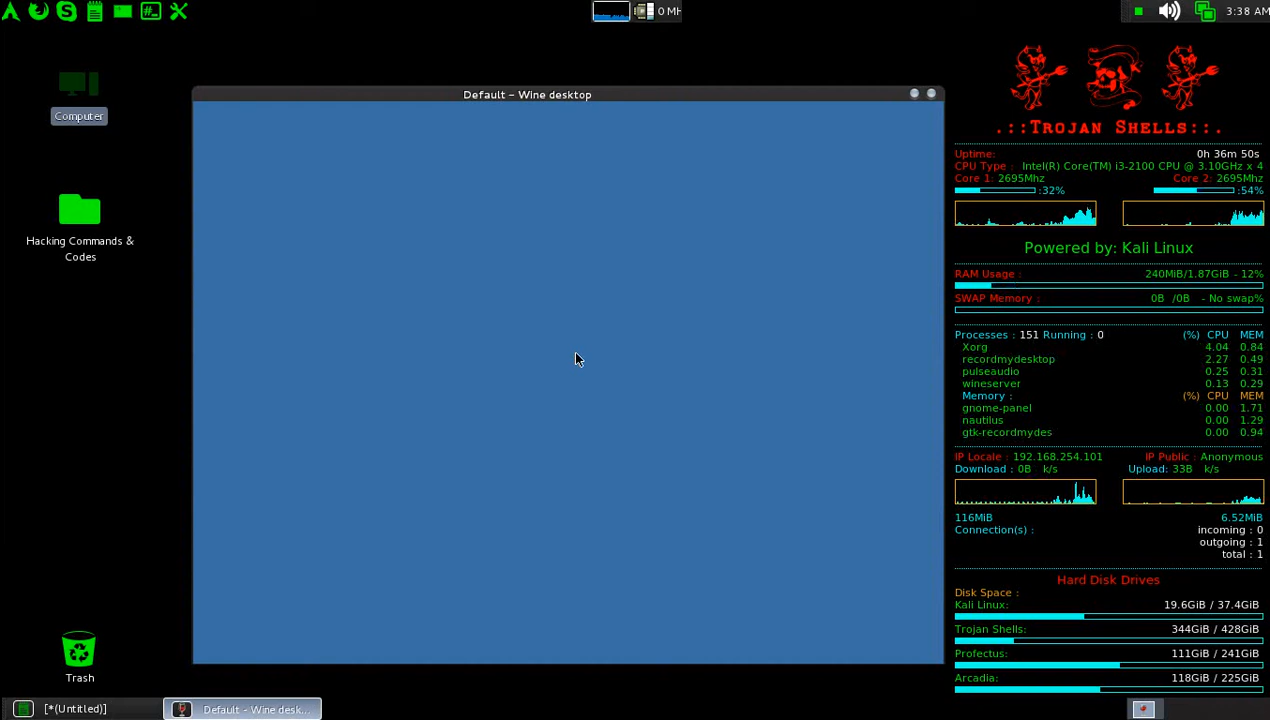 0 MH
3:38 AM
Computer
Hacking Commands &
Codes
Trash
Default – Wine desktop
.::Trojan Shells::.
Uptime: 0h 36m 50s
CPU Type : Intel(R) Core(TM) i3-2100 CPU @ 3.10GHz x 4
Core 1: 2695Mhz Core 2: 2695Mhz
:32% :54%
Powered by: Kali Linux
RAM Usage : 240MiB/1.87GiB - 12%
SWAP Memory : 0B /0B - No swap%
Processes : 151 Running : 0 (%) CPU MEM
Xorg 4.04 0.84
recordmydesktop 2.27 0.49
pulseaudio 0.25 0.31
wineserver 0.13 0.29
Memory : (%) CPU MEM
gnome-panel 0.00 1.71
nautilus 0.00 1.29
gtk-recordmydes 0.00 0.94
IP Locale : 192.168.254.101 IP Public : Anonymous
Download : 0B k/s Upload: 33B k/s
116MiB 6.52MiB
Connection(s) : incoming : 0
outgoing : 1
total : 1
Hard Disk Drives
Disk Space :
Kali Linux: 19.6GiB / 37.4GiB
Trojan Shells: 344GiB / 428GiB
Profectus: 111GiB / 241GiB
Arcadia: 118GiB / 225GiB
[*(Untitled)] Default – Wine desk...